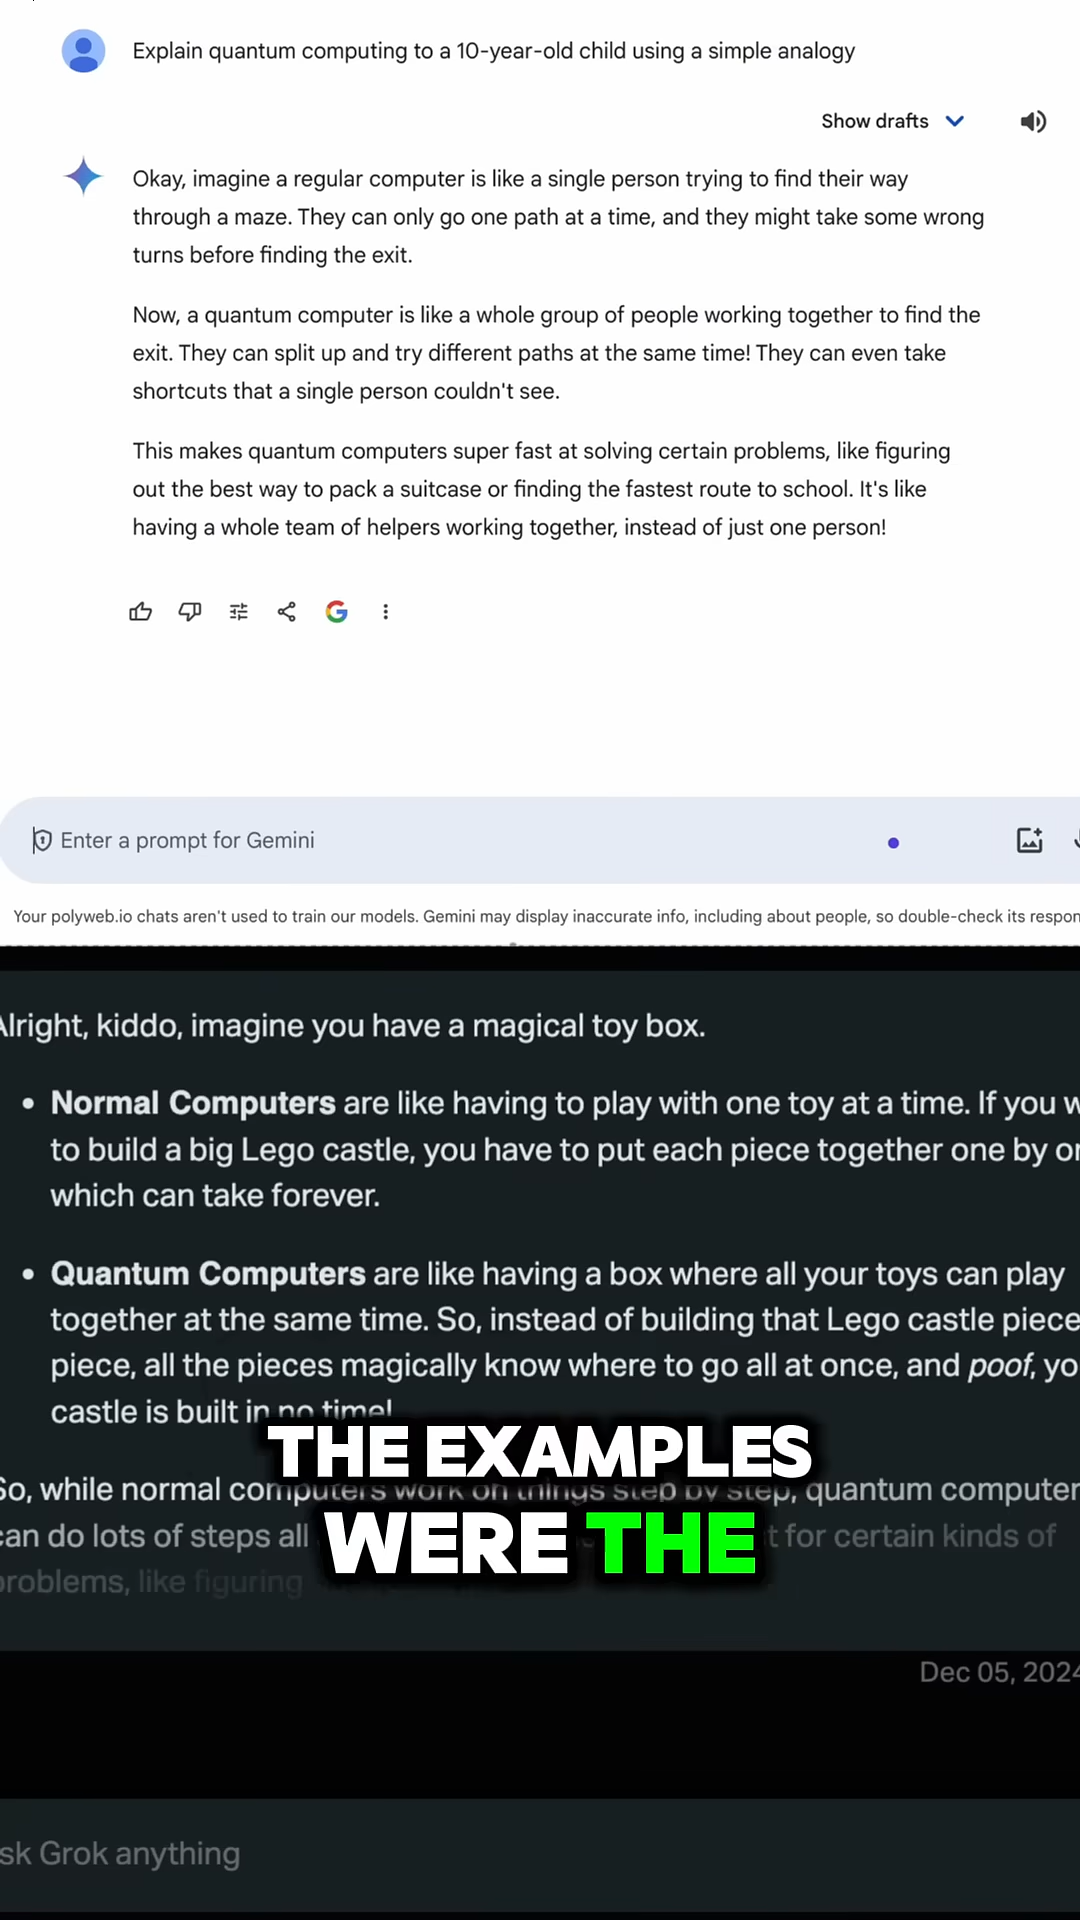 Explain quantum computing to a 10-year-old child using a simple analogy
Show drafts
Okay, imagine a regular computer is like a single person trying to find their way
through a maze. They can only go one path at a time, and they might take some wrong
turns before finding the exit.
Now, a quantum computer is like a whole group of people working together to find the
exit. They can split up and try different paths at the same time! They can even take
shortcuts that a single person couldn't see.
This makes quantum computers super fast at solving certain problems, like figuring
out the best way to pack a suitcase or finding the fastest route to school. It's like
having a whole team of helpers working together, instead of just one person!
Enter a prompt for Gemini
Your polyweb.io chats aren't used to train our models. Gemini may display inaccurate info, including about people, so double-check its respon
Alright, kiddo, imagine you have a magical toy box.
• Normal Computers are like having to play with one toy at a time. If you w
to build a big Lego castle, you have to put each piece together one by or
which can take forever.
• Quantum Computers are like having a box where all your toys can play
together at the same time. So, instead of building that Lego castle piece
piece, all the pieces magically know where to go all at once, and poof, yo
castle is built in no time!
So, while normal computers work on things step by step, quantum computer
can do lots of steps all
t for certain kinds of
problems, like figuring
THE EXAMPLES
WERE THE
Dec 05, 2024
sk Grok anything